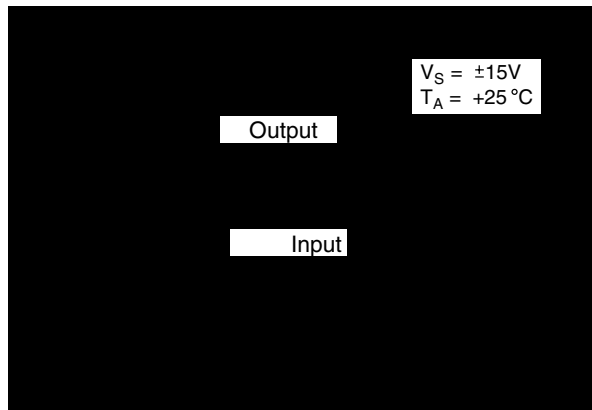 V_S = ±15V
T_A = +25°C
Output
Input